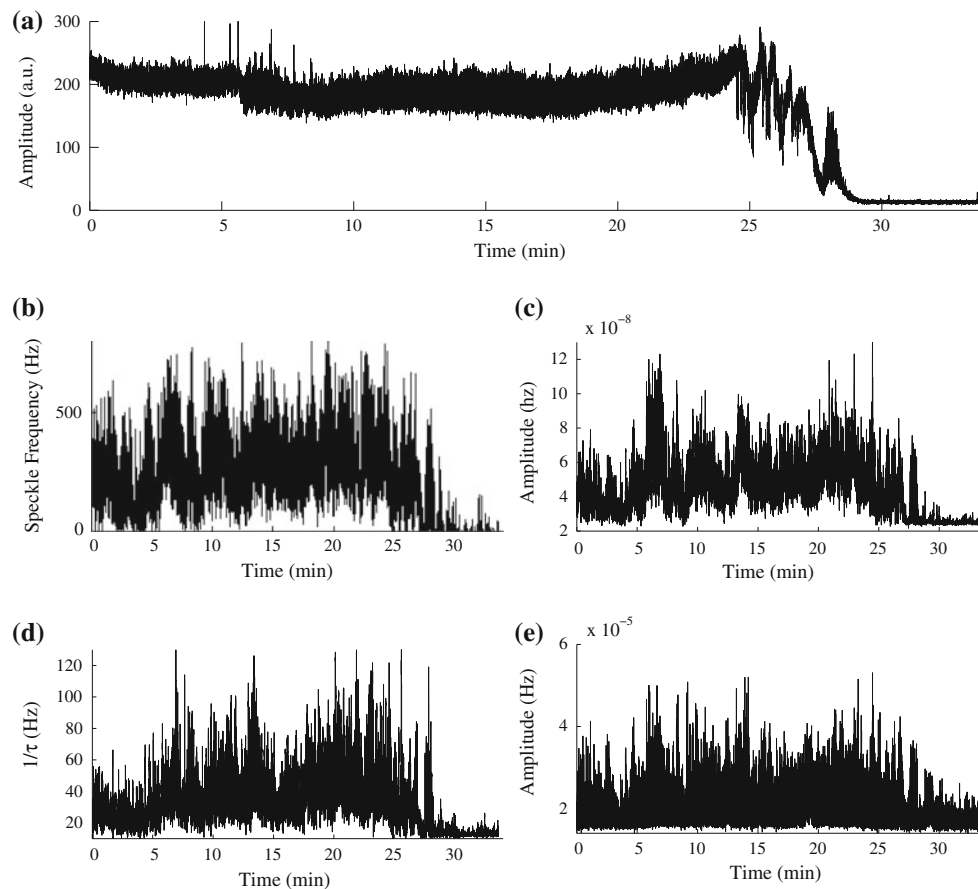 (a)
300
200
100
0
Amplitude (a.u.)
0 5 10 15 20 25 30
Time (min)
(b)
500
0
Speckle Frequency (Hz)
0 5 10 15 20 25 30
Time (min)
(c)
x 10⁻⁸
12
10
8
6
4
2
Amplitude (hz)
0 5 10 15 20 25 30
Time (min)
(d)
120
100
80
60
40
20
1/τ (Hz)
0 5 10 15 20 25 30
Time (min)
(e)
x 10⁻⁵
6
4
2
Amplitude (Hz)
0 5 10 15 20 25 30
Time (min)